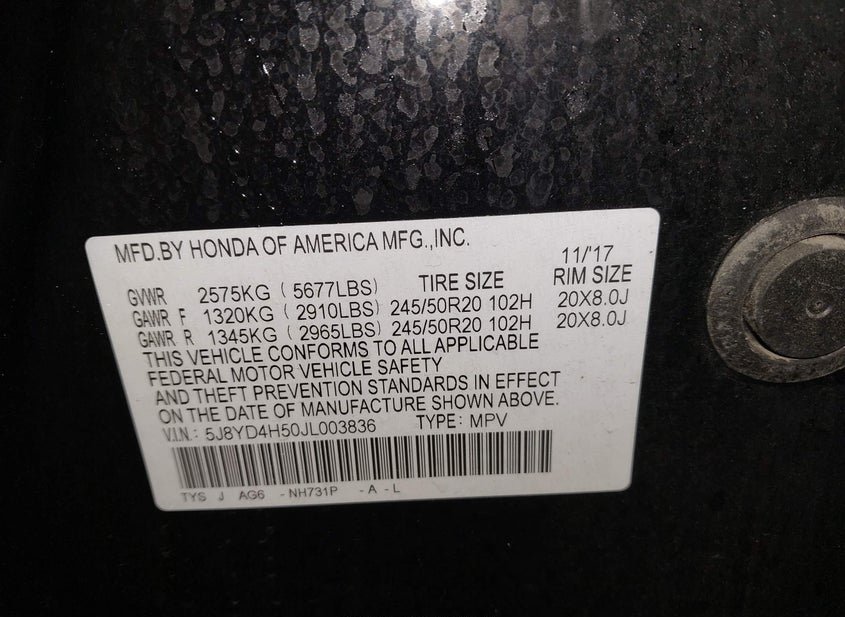 MFD.BY HONDA OF AMERICA MFG.,INC.
11/'17
TIRE SIZE RIM SIZE
GVWR 2575KG ( 5677LBS)
GAWR F 1320KG ( 2910LBS) 245/50R20 102H 20X8.0J
GAWR R 1345KG ( 2965LBS) 245/50R20 102H 20X8.0J
THIS VEHICLE CONFORMS TO ALL APPLICABLE
FEDERAL MOTOR VEHICLE SAFETY
AND THEFT PREVENTION STANDARDS IN EFFECT
ON THE DATE OF MANUFACTURE SHOWN ABOVE.
V.I.N.: 5J8YD4H50JL003836 TYPE: MPV
TYS J AG6 -NH731P -A -L